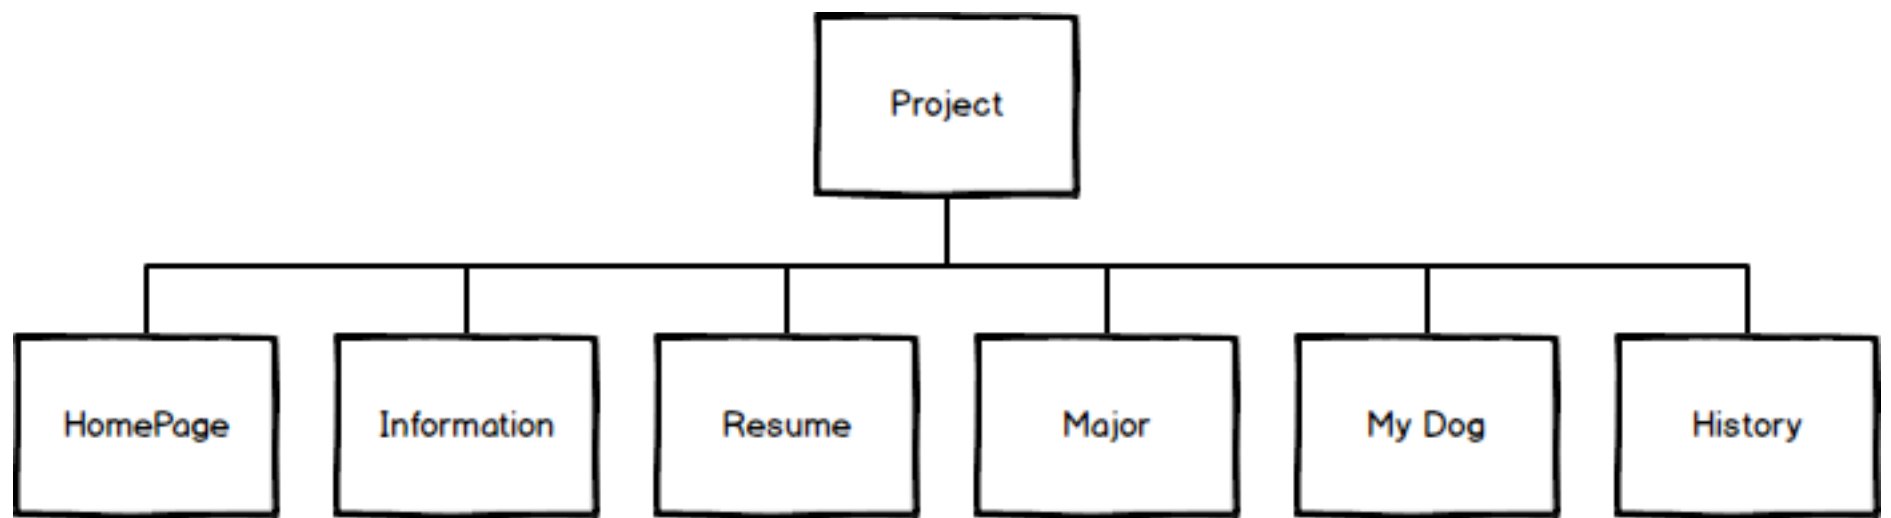 Project
HomePage
Information
Resume
Major
My Dog
History